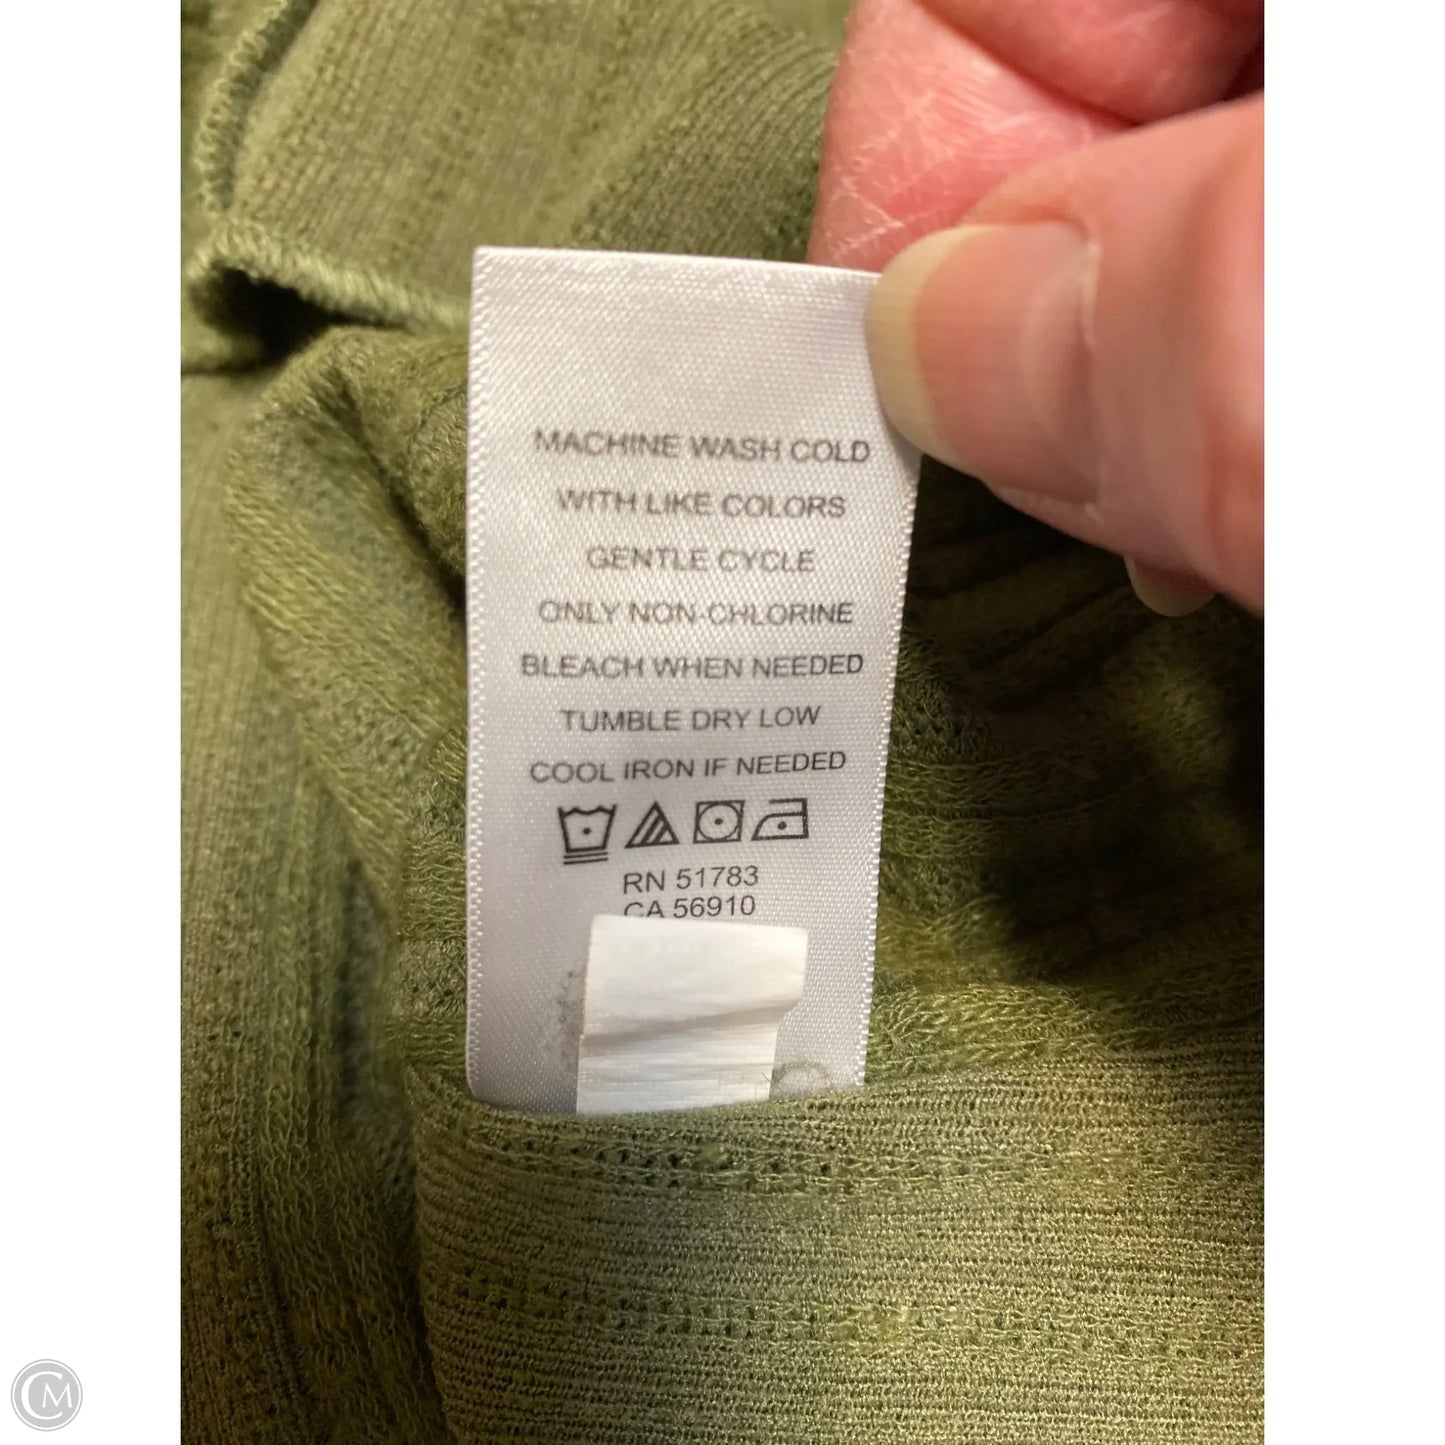 MACHINE WASH COLD
WITH LIKE COLORS
GENTLE CYCLE
ONLY NON-CHLORINE
BLEACH WHEN NEEDED
TUMBLE DRY LOW
COOL IRON IF NEEDED
RN 51783
CA 56910
CM